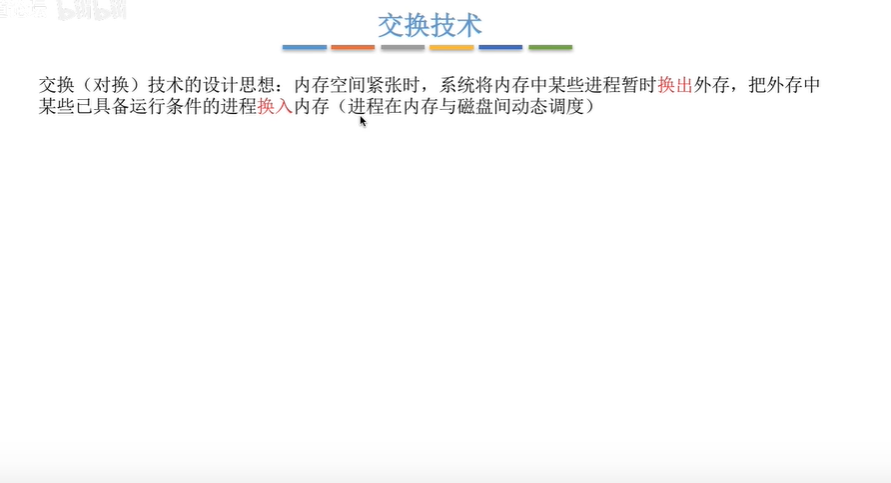 bilibili
交换技术
交换（对换）技术的设计思想：内存空间紧张时，系统将内存中某些进程暂时换出外存，把外存中
某些已具备运行条件的进程换入内存（进程在内存与磁盘间动态调度）